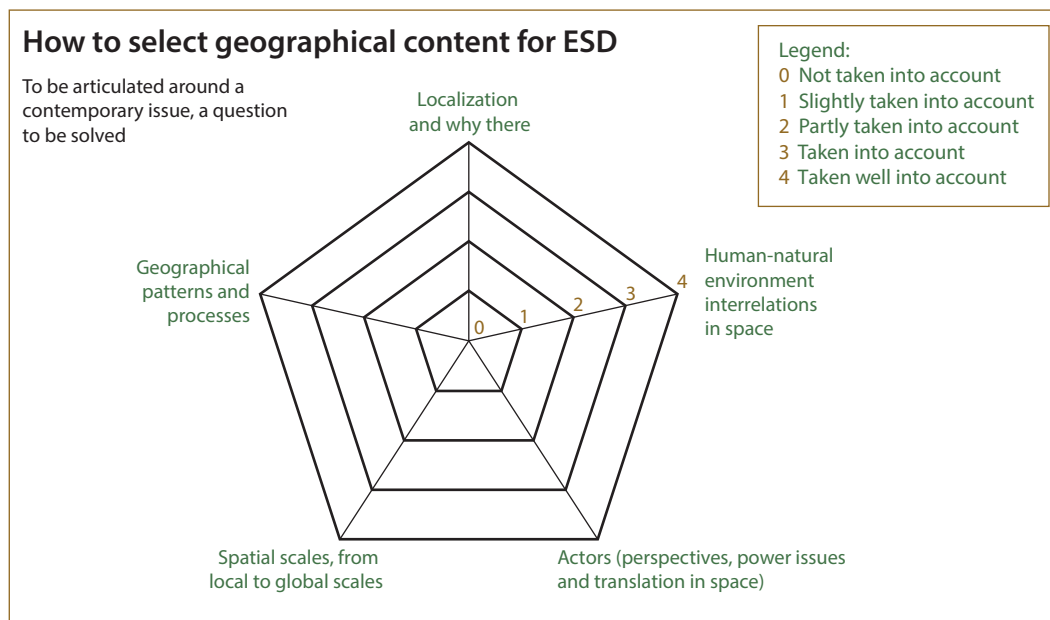 How to select geographical content for ESD
To be articulated around a
contemporary issue, a question
to be solved
Legend:
0 Not taken into account
1 Slightly taken into account
2 Partly taken into account
3 Taken into account
4 Taken well into account
Localization
and why there
Geographical
patterns and
processes
Human-natural
environment
interrelations
in space
0
1
2
3
4
Spatial scales, from
local to global scales
Actors (perspectives, power issues
and translation in space)